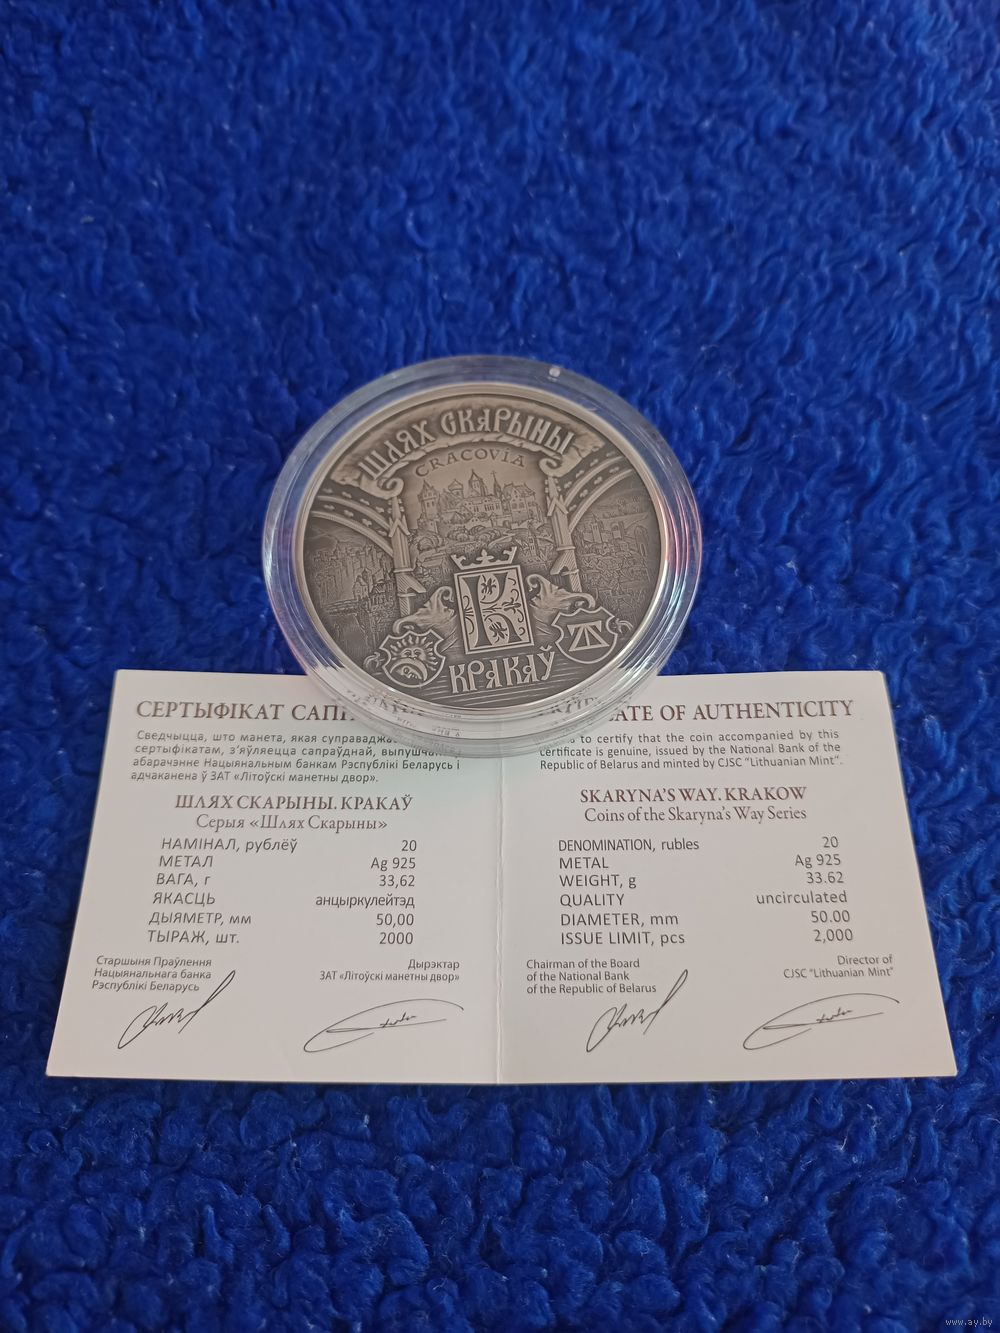 ШЛЯХ СКАРЫНЫ
CRACOVIA
К
КРАКАЎ
СЕРТЫФІКАТ
Сведчыцца, што манета, якая
сертыфікатам, з’яўляецца сапраўднай,
абарачэнне Нацыянальным банкам Рэспублікі Беларусь і
адчаканена ў ЗАТ «Літоўскі манетны двор».
ШЛЯХ СКАРЫНЫ. КРАКАЎ
Серыя «Шлях Скарыны»
НАМІНАЛ, рублёў 20
МЕТАЛ Ag 925
ВАГА, г 33,62
ЯКАСЦЬ анцыркулейтэд
ДЫЯМЕТР, мм 50,00
ТЫРАЖ, шт. 2000
Старшыня Праўлення
Нацыянальнага банка
Рэспублікі Беларусь
Дырэктар
ЗАТ «Літоўскі манетны двор»
OF AUTHENTICITY
to certify that the coin accompanied by this
certificate is genuine, issued by the National Bank of the
Republic of Belarus and minted by CJSC “Lithuanian Mint”.
SKARYNA’S WAY. KRAKOW
Coins of the Skaryna’s Way Series
DENOMINATION, rubles 20
METAL Ag 925
WEIGHT, g 33.62
QUALITY uncirculated
DIAMETER, mm 50.00
ISSUE LIMIT, pcs 2,000
Chairman of the Board
of the National Bank
of the Republic of Belarus
Director of
CJSC “Lithuanian Mint”
www.ay.by